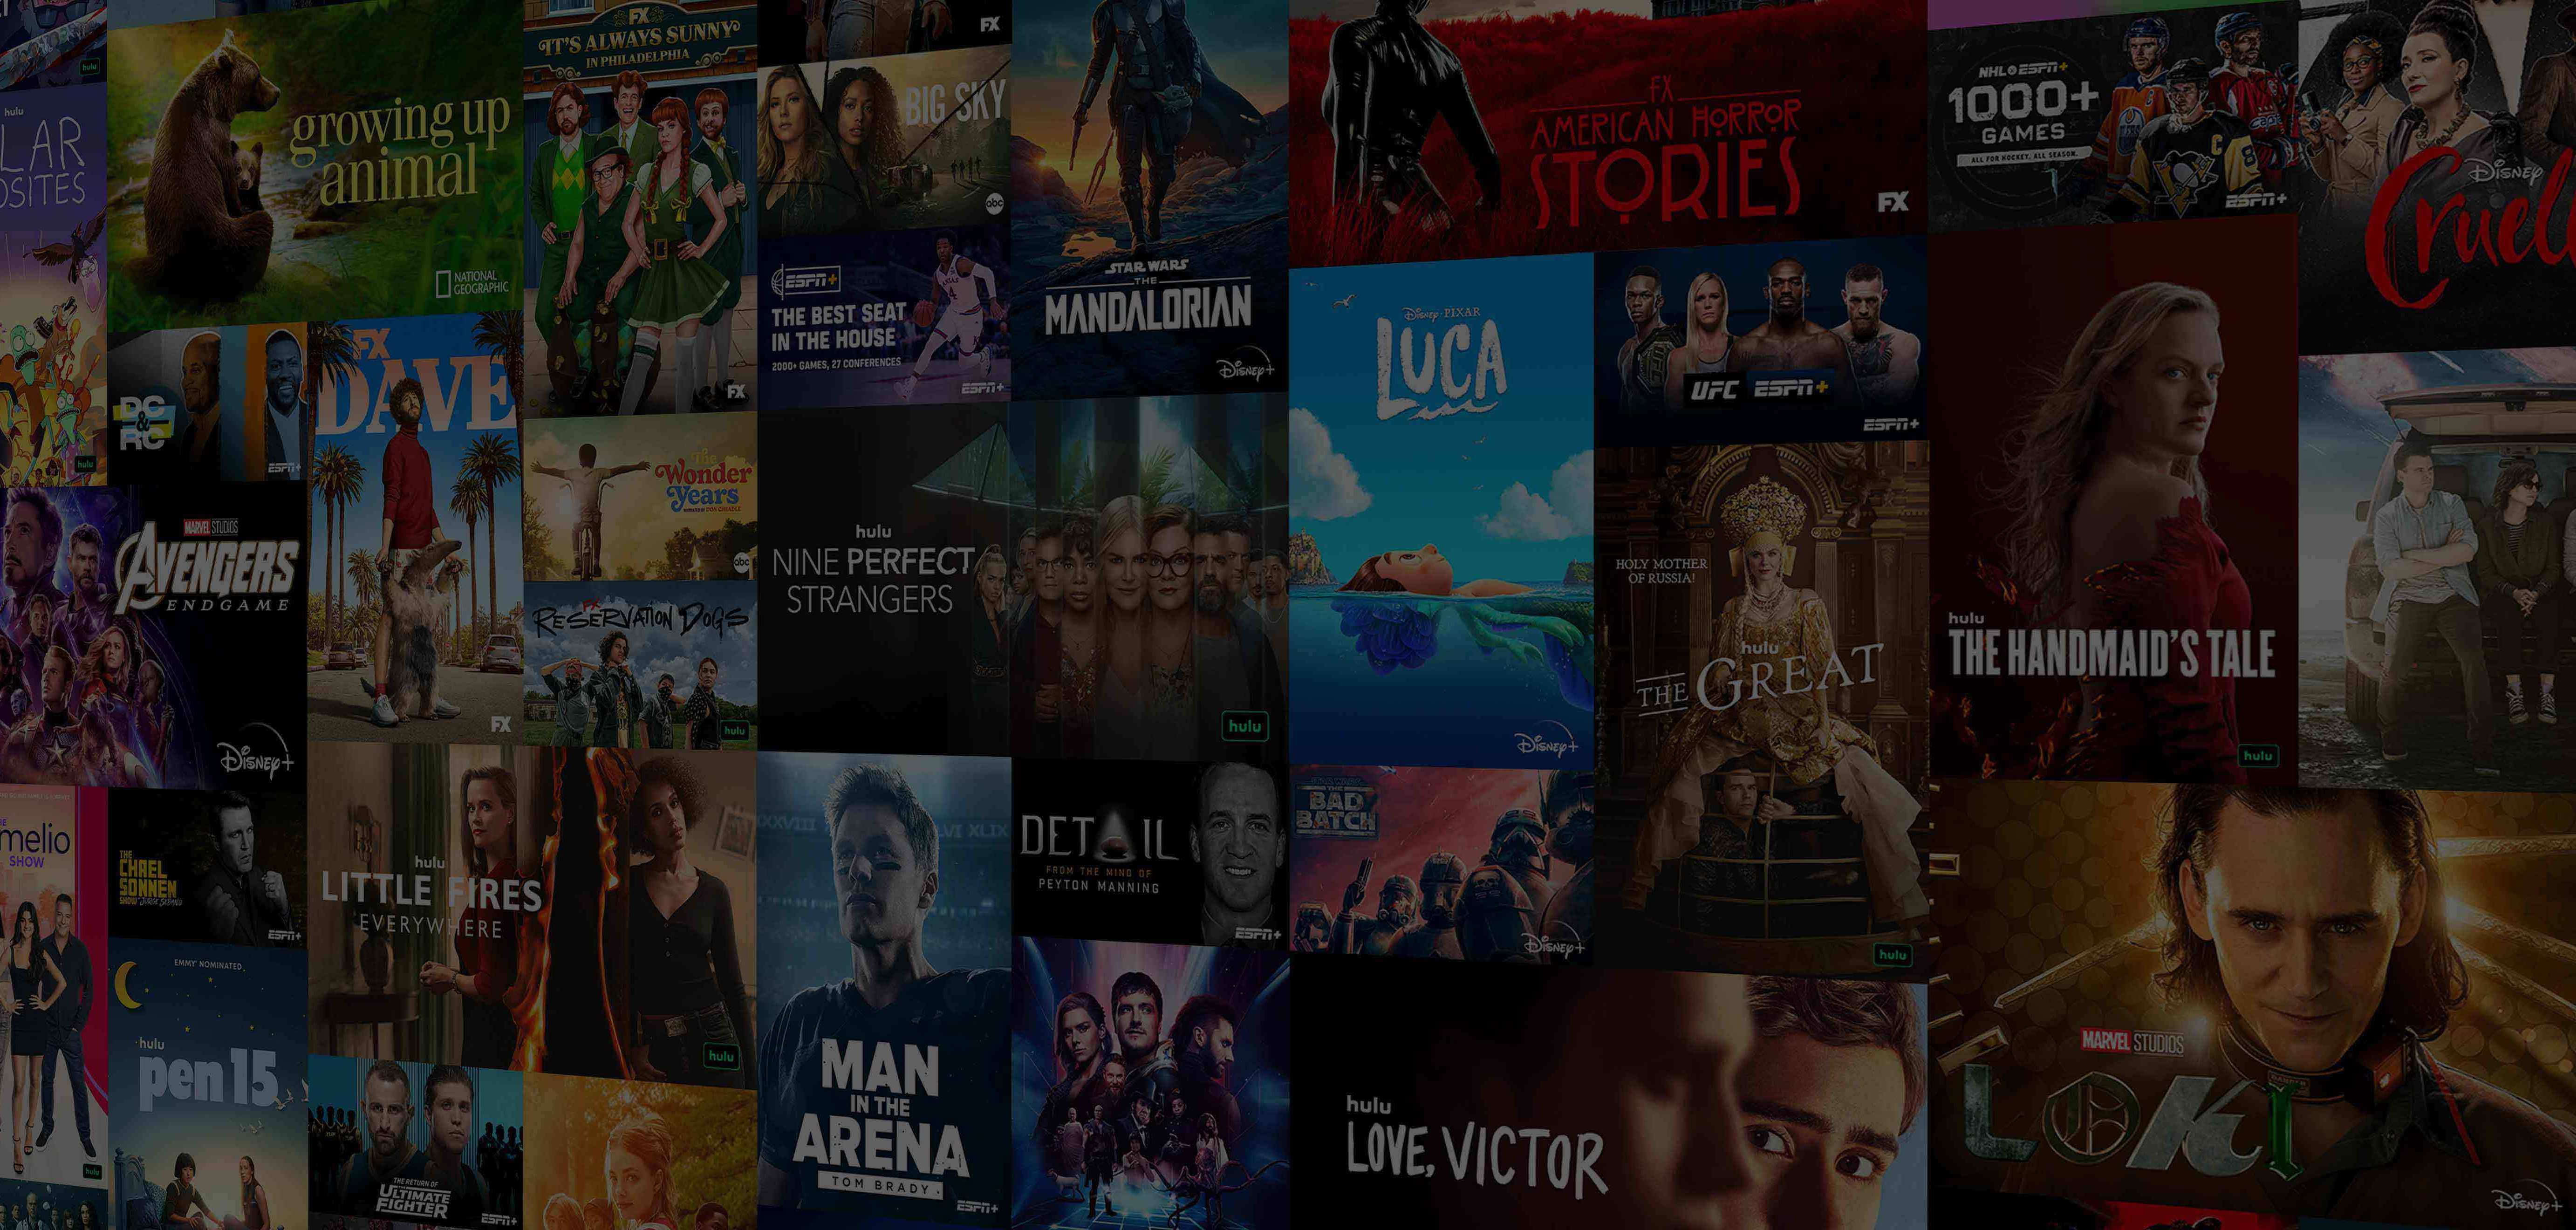 hulu
LAR
OSITES
hulu
growing up
animal
NATIONAL
GEOGRAPHIC
FX
IT'S ALWAYS SUNNY
IN PHILADELPHIA
FX
FX
BIG SKY
abc
ESPN+
THE BEST SEAT
IN THE HOUSE
2000+ GAMES, 27 CONFERENCES
ESPN+
STAR WARS
THE
MANDALORIAN
Disney+
FX
AMERICAN HORROR
STORIES
FX
NHL ESPN+
1000+
GAMES
ALL FOR HOCKEY. ALL SEASON.
ESPN+
Disney
Cruel
DC
&
RC
ESPN+
hulu
FX
DAVE
FX
The
Wonder
Years
abc
Disney PIXAR
LUCA
Disney+
UFC ESPN+
ESPN+
MARVEL STUDIOS
AVENGERS
ENDGAME
Disney+
FX
RESERVATION DOGS
hulu
hulu
NINE PERFECT
STRANGERS
hulu
HOLY MOTHER
OF RUSSIA!
hulu
THE GREAT
hulu
hulu
THE HANDMAID'S TALE
hulu
melio
SHOW
hulu
THE
CHAEL
SONNEN
SHOW
ESPN+
hulu
LITTLE FIRES
EVERYWHERE
hulu
XXXVIII
LVI XLIX
MAN
IN THE
ARENA
TOM BRADY
ESPN+
DETAIL
FROM THE MIND OF
PEYTON MANNING
ESPN+
THE
BAD
BATCH
Disney+
EMMY NOMINATED
hulu
pen15
THE RETURN OF
ULTIMATE
FIGHTER
ESPN+
hulu
LOVE, VICTOR
MARVEL STUDIOS
LOKI
Disney+